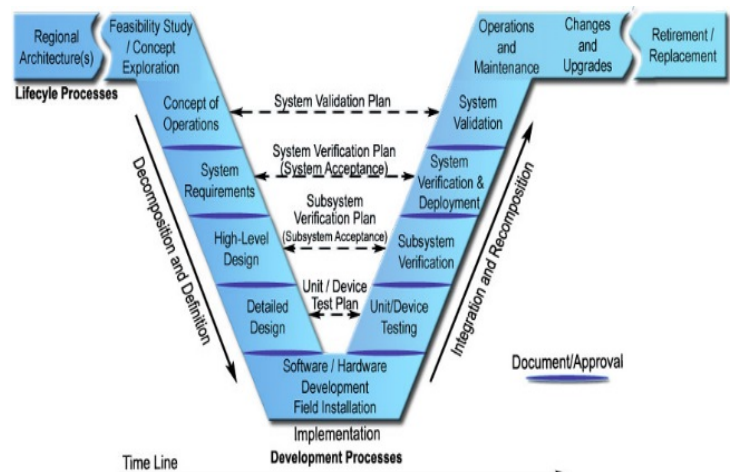 Regional
Architecture(s)
Feasibility Study
/ Concept
Exploration
Operations
and
Maintenance
Changes
and
Upgrades
Retirement /
Replacement
Lifecyle Processes
Concept of
Operations
System Validation Plan
System
Validation
System
Requirements
System Verification Plan
(System Acceptance)
System
Verification &
Deployment
High-Level
Design
Subsystem
Verification Plan
(Subsystem Acceptance)
Subsystem
Verification
Detailed
Design
Unit / Device
Test Plan
Unit/Device
Testing
Decomposition and Definition
Integration and Recomposition
Software / Hardware
Development
Field Installation
Document/Approval
Implementation
Time Line
Development Processes